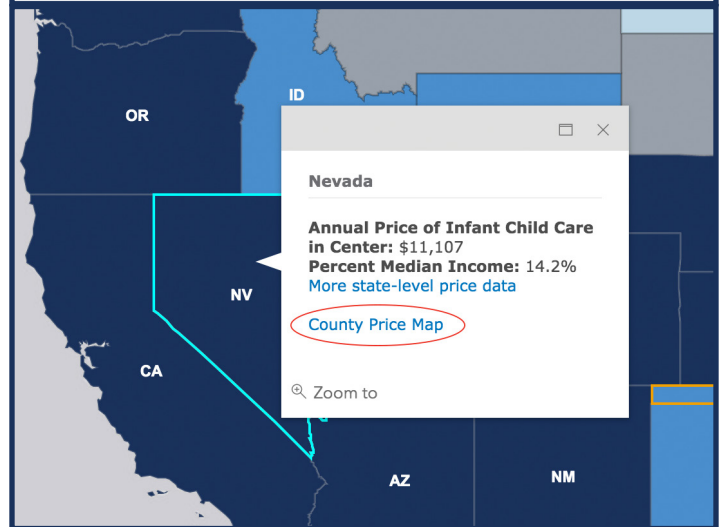 ID
OR
Nevada
Annual Price of Infant Child Care
in Center: $11,107
Percent Median Income: 14.2%
More state-level price data
NV
County Price Map
CA
Zoom to
AZ
NM